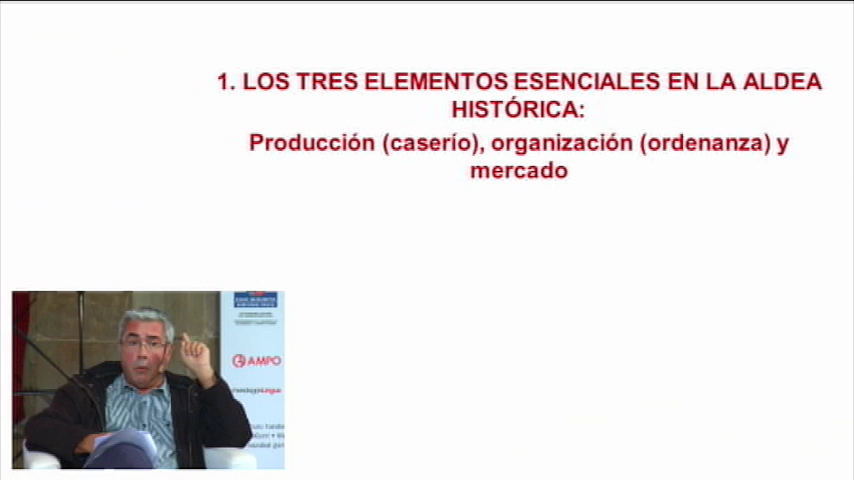 1. LOS TRES ELEMENTOS ESENCIALES EN LA ALDEA
HISTÓRICA:
Producción (caserío), organización (ordenanza) y
mercado
AMPO